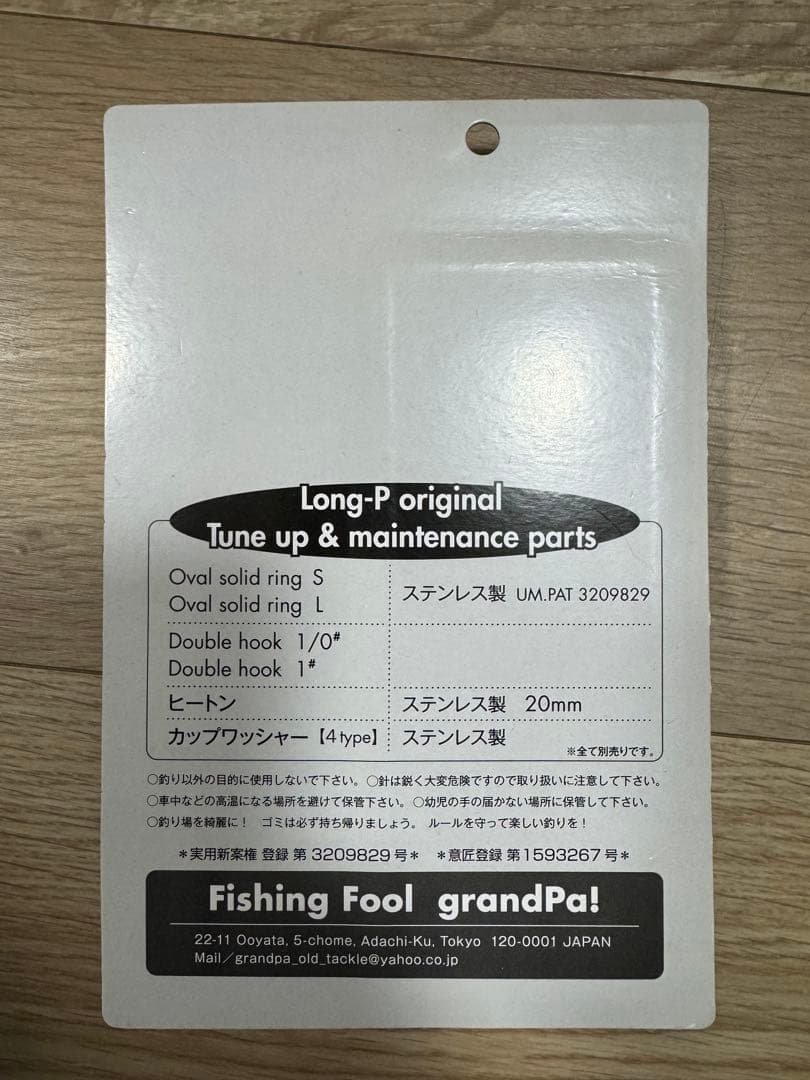 Long-P original
Tune up & maintenance parts
Oval solid ring S
Oval solid ring L
ステンレス製 UM.PAT 3209829
Double hook 1/0#
Double hook 1#
ヒートン ステンレス製 20mm
カップワッシャー【4 type】 ステンレス製
※全て別売りです。
○釣り以外の目的に使用しないで下さい。○針は鋭く大変危険ですので取り扱いに注意して下さい。
○車中などの高温になる場所を避けて保管下さい。○幼児の手の届かない場所に保管して下さい。
○釣り場を綺麗に! ゴミは必ず持ち帰りましょう。 ルールを守って楽しい釣りを!
*実用新案権 登録 第 3209829 号* *意匠登録 第1593267号*
Fishing Fool grandPa!
22-11 Ooyata, 5-chome, Adachi-Ku, Tokyo 120-0001 JAPAN
Mail/grandpa_old_tackle@yahoo.co.jp